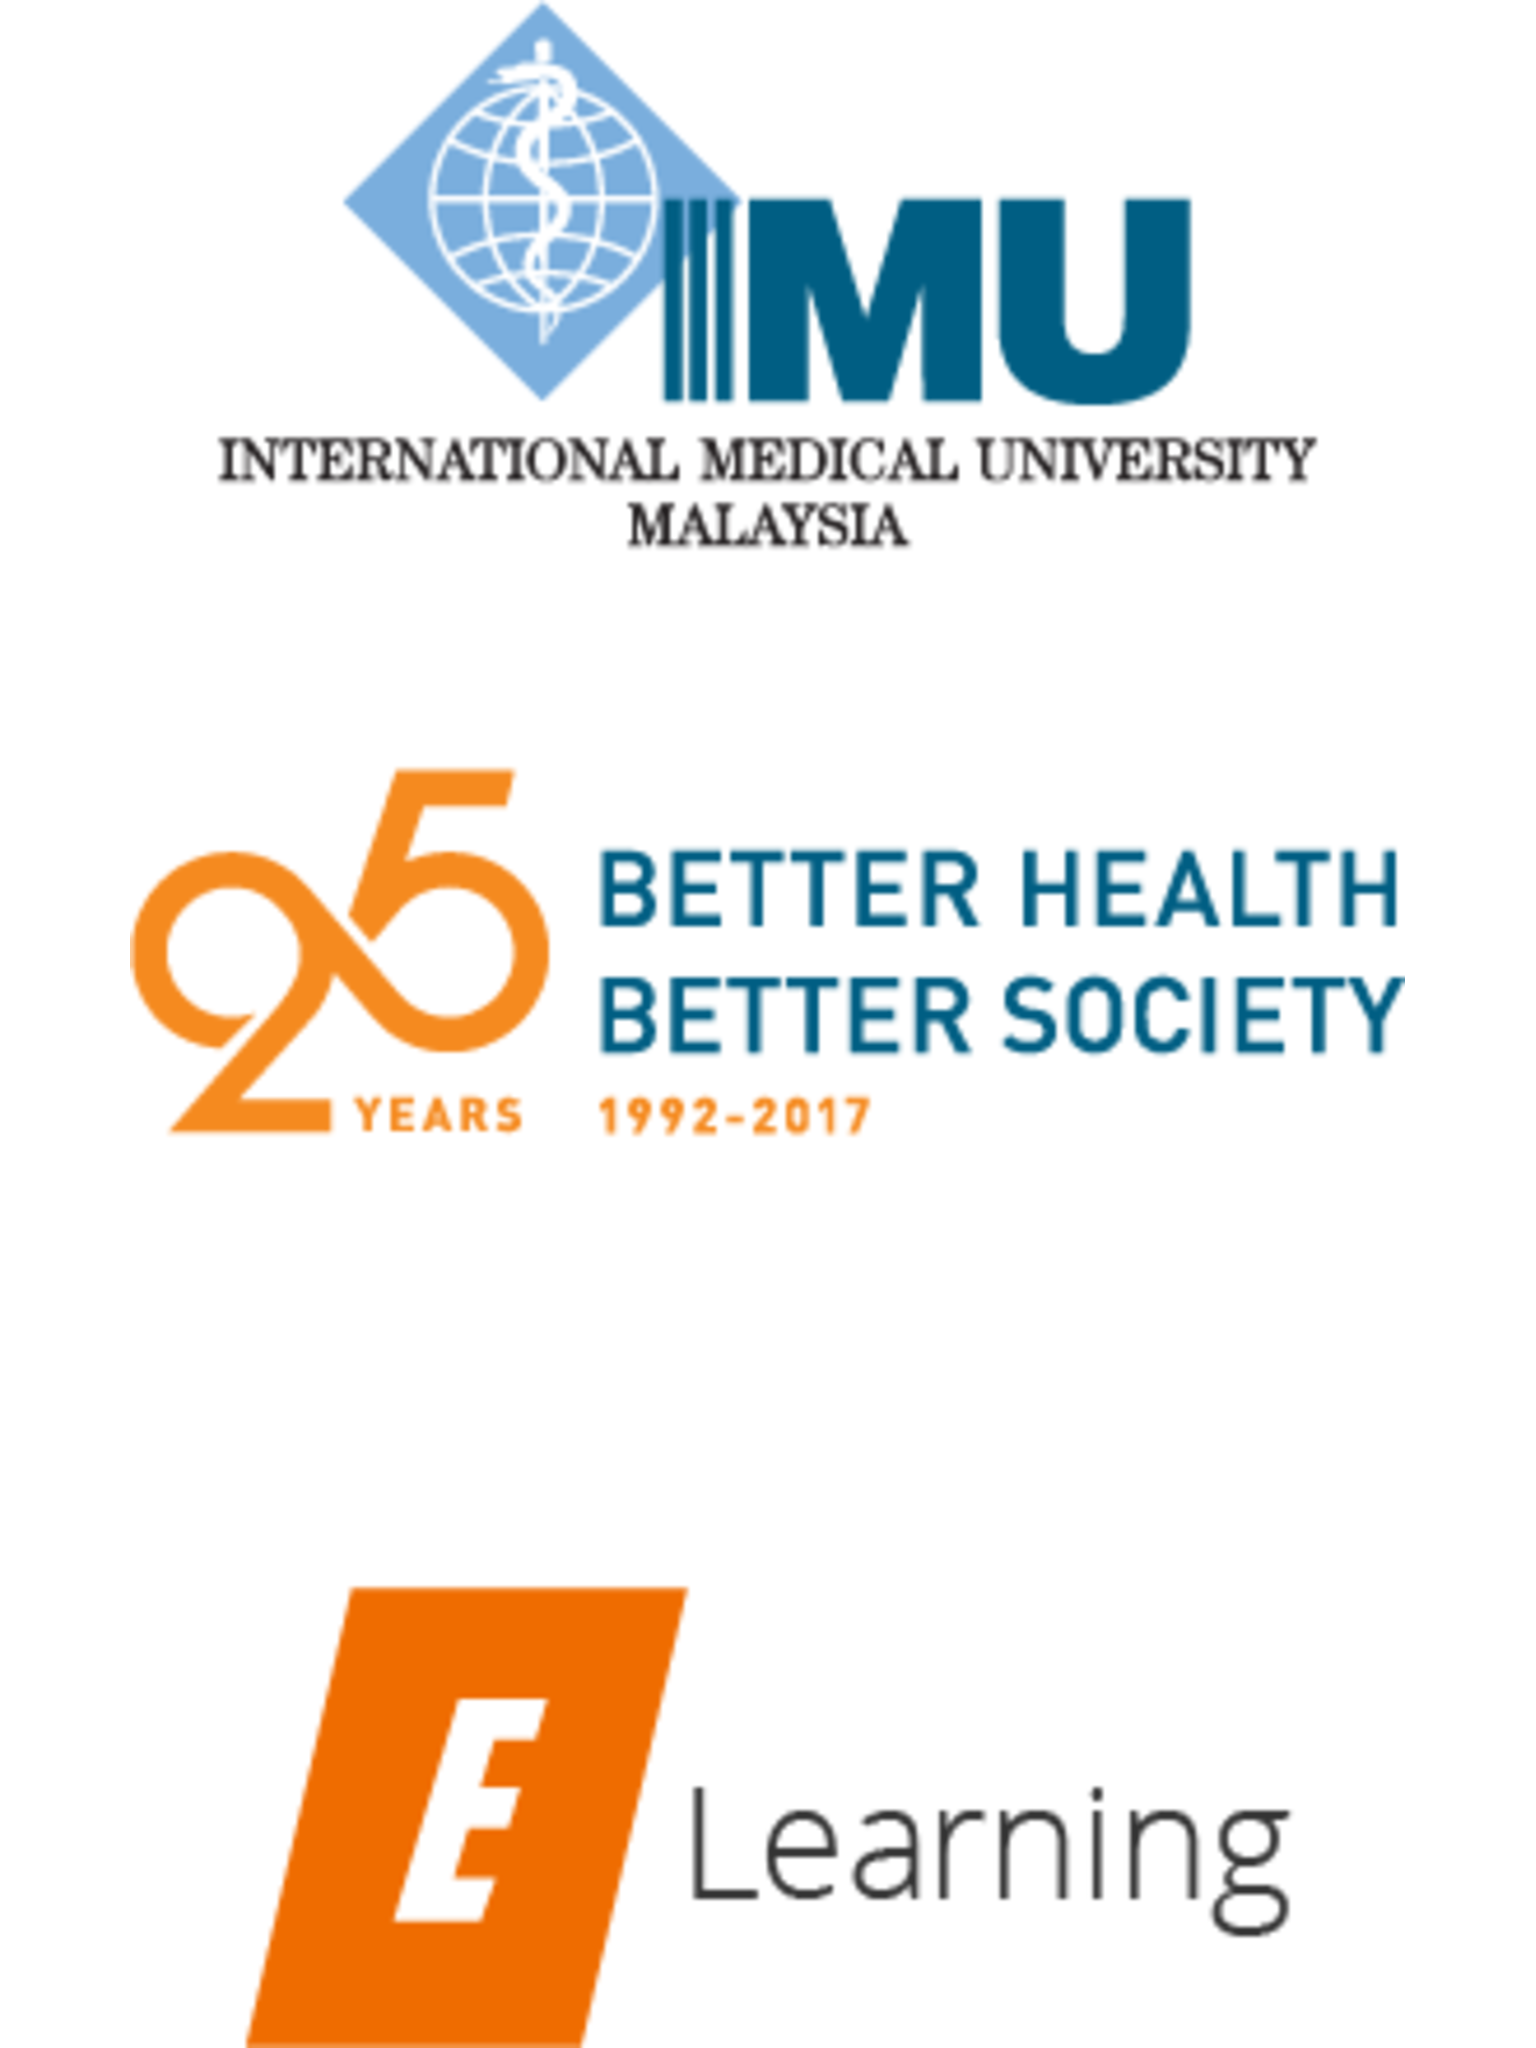 IMU
INTERNATIONAL MEDICAL UNIVERSITY
MALAYSIA
25 BETTER HEALTH
BETTER SOCIETY
YEARS 1992-2017
E Learning